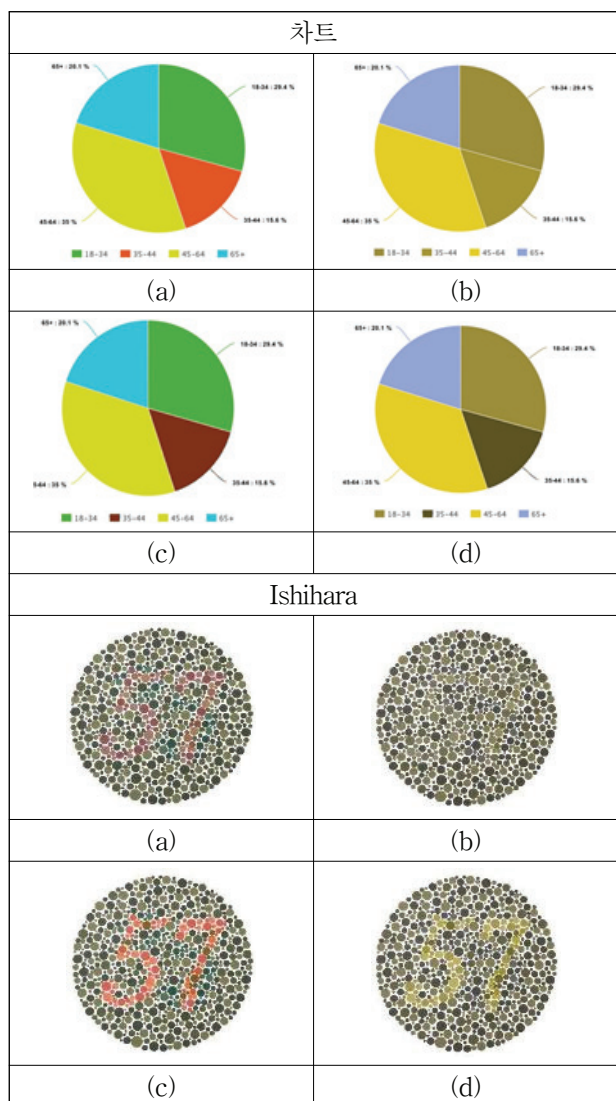 차트
65+ : 20.1 %
18-34 : 29.4 %
45-64 : 35 %
35-44 : 15.6 %
18-34 35-44 45-64 65+
65+ : 20.1 %
18-34 : 29.4 %
45-64 : 35 %
35-44 : 15.6 %
18-34 35-44 45-64 65+
(a) (b)
65+ : 20.1 %
18-34 : 29.4 %
5-64 : 35 %
35-44 : 15.6 %
18-34 35-44 45-64 65+
65+ : 20.1 %
18-34 : 29.4 %
45-64 : 35 %
35-44 : 15.6 %
18-34 35-44 45-64 65+
(c) (d)
Ishihara
57
(a) (b)
57 57
(c) (d)